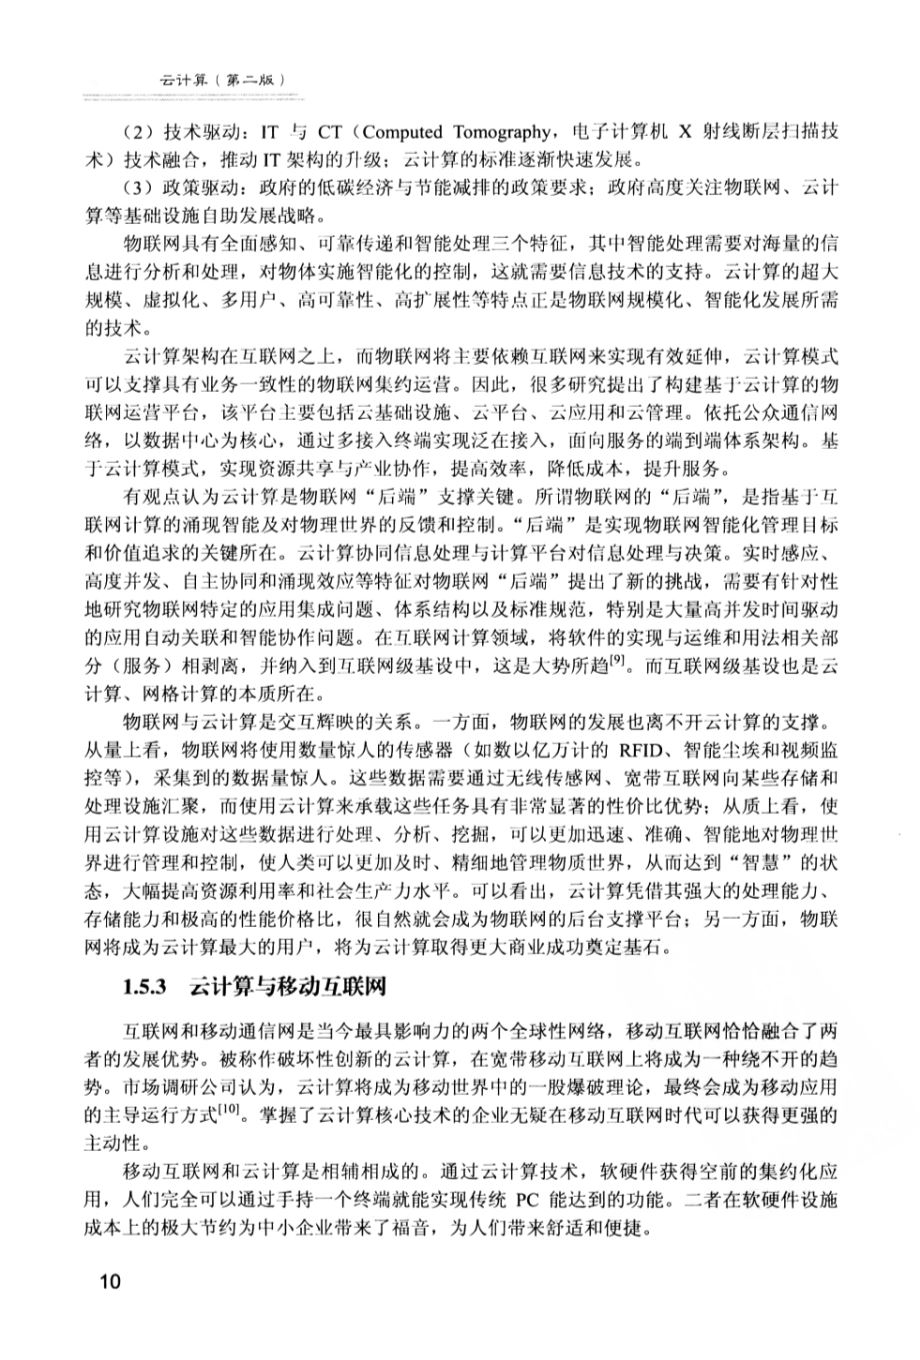 云计算（第二版）
（2）技术驱动：IT 与 CT（Computed Tomography，电子计算机 X 射线断层扫描技
术）技术融合，推动 IT 架构的升级；云计算的标准逐渐快速发展。
（3）政策驱动：政府的低碳经济与节能减排的政策要求；政府高度关注物联网、云计
算等基础设施自助发展战略。
物联网具有全面感知、可靠传递和智能处理三个特征，其中智能处理需要对海量的信
息进行分析和处理，对物体实施智能化的控制，这就需要信息技术的支持。云计算的超大
规模、虚拟化、多用户、高可靠性、高扩展性等特点正是物联网规模化、智能化发展所需
的技术。
云计算架构在互联网之上，而物联网将主要依赖互联网来实现有效延伸，云计算模式
可以支撑具有业务一致性的物联网集约运营。因此，很多研究提出了构建基于云计算的物
联网运营平台，该平台主要包括云基础设施、云平台、云应用和云管理。依托公众通信网
络，以数据中心为核心，通过多接入终端实现泛在接入，面向服务的端到端体系架构。基
于云计算模式，实现资源共享与产业协作，提高效率，降低成本，提升服务。
有观点认为云计算是物联网“后端”支撑关键。所谓物联网的“后端”，是指基于互
联网计算的涌现智能及对物理世界的反馈和控制。“后端”是实现物联网智能化管理目标
和价值追求的关键所在。云计算协同信息处理与计算平台对信息处理与决策。实时感应、
高度并发、自主协同和涌现效应等特征对物联网“后端”提出了新的挑战，需要有针对性
地研究物联网特定的应用集成问题、体系结构以及标准规范，特别是大量高并发时间驱动
的应用自动关联和智能协作问题。在互联网计算领域，将软件的实现与运维和用法相关部
分（服务）相剥离，并纳入到互联网级基设中，这是大势所趋[9]。而互联网级基设也是云
计算、网格计算的本质所在。
物联网与云计算是交互辉映的关系。一方面，物联网的发展也离不开云计算的支撑。
从量上看，物联网将使用数量惊人的传感器（如数以亿万计的 RFID、智能尘埃和视频监
控等），采集到的数据量惊人。这些数据需要通过无线传感网、宽带互联网向某些存储和
处理设施汇聚，而使用云计算来承载这些任务具有非常显著的性价比优势；从质上看，使
用云计算设施对这些数据进行处理、分析、挖掘，可以更加迅速、准确、智能地对物理世
界进行管理和控制，使人类可以更加及时、精细地管理物质世界，从而达到“智慧”的状
态，大幅提高资源利用率和社会生产力水平。可以看出，云计算凭借其强大的处理能力、
存储能力和极高的性能价格比，很自然就会成为物联网的后台支撑平台；另一方面，物联
网将成为云计算最大的用户，将为云计算取得更大商业成功奠定基石。
1.5.3 云计算与移动互联网
互联网和移动通信网是当今最具影响力的两个全球性网络，移动互联网恰恰融合了两
者的发展优势。被称作破坏性创新的云计算，在宽带移动互联网上将成为一种绕不开的趋
势。市场调研公司认为，云计算将成为移动世界中的一股爆破理论，最终会成为移动应用
的主导运行方式[10]。掌握了云计算核心技术的企业无疑在移动互联网时代可以获得更强的
主动性。
移动互联网和云计算是相辅相成的。通过云计算技术，软硬件获得空前的集约化应
用，人们完全可以通过手持一个终端就能实现传统 PC 能达到的功能。二者在软硬件设施
成本上的极大节约为中小企业带来了福音，为人们带来舒适和便捷。
10